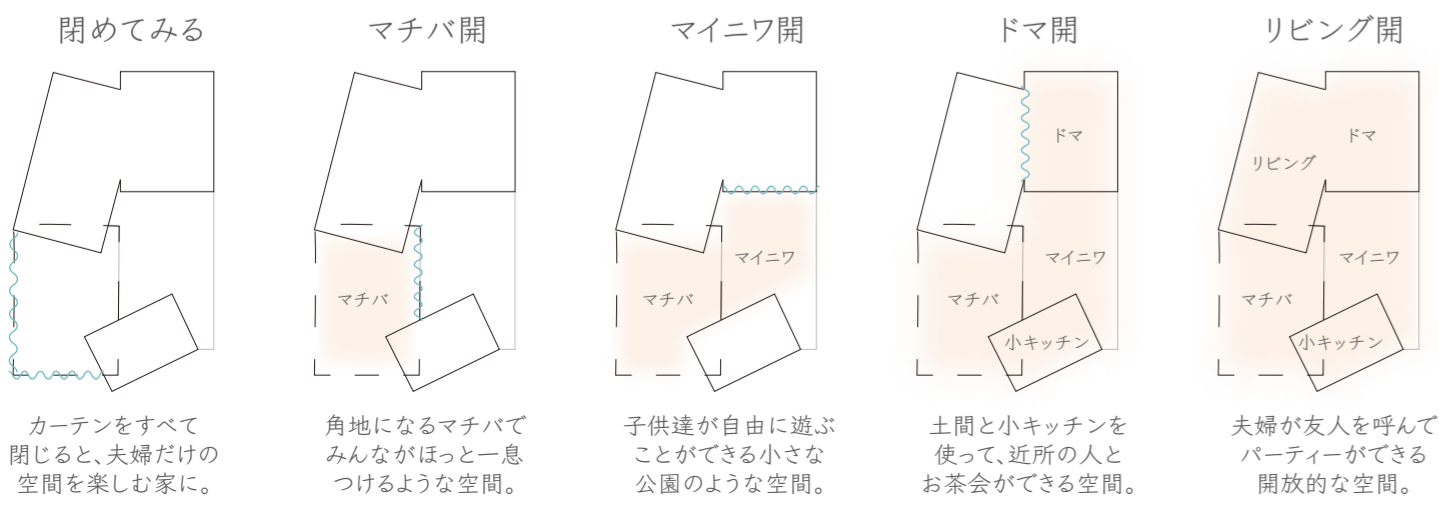 閉めてみる
カーテンをすべて
閉じると、夫婦だけの
空間を楽しむ家に。
マチバ開
マチバ
角地になるマチバで
みんながほっと一息
つけるような空間。
マイニワ開
マイニワ
マチバ
子供達が自由に遊ぶ
ことができる小さな
公園のような空間。
ドマ開
ドマ
マイニワ
マチバ
小キッチン
土間と小キッチンを
使って、近所の人と
お茶会ができる空間。
リビング開
ドマ
リビング
マイニワ
マチバ
小キッチン
夫婦が友人を呼んで
パーティーができる
開放的な空間。